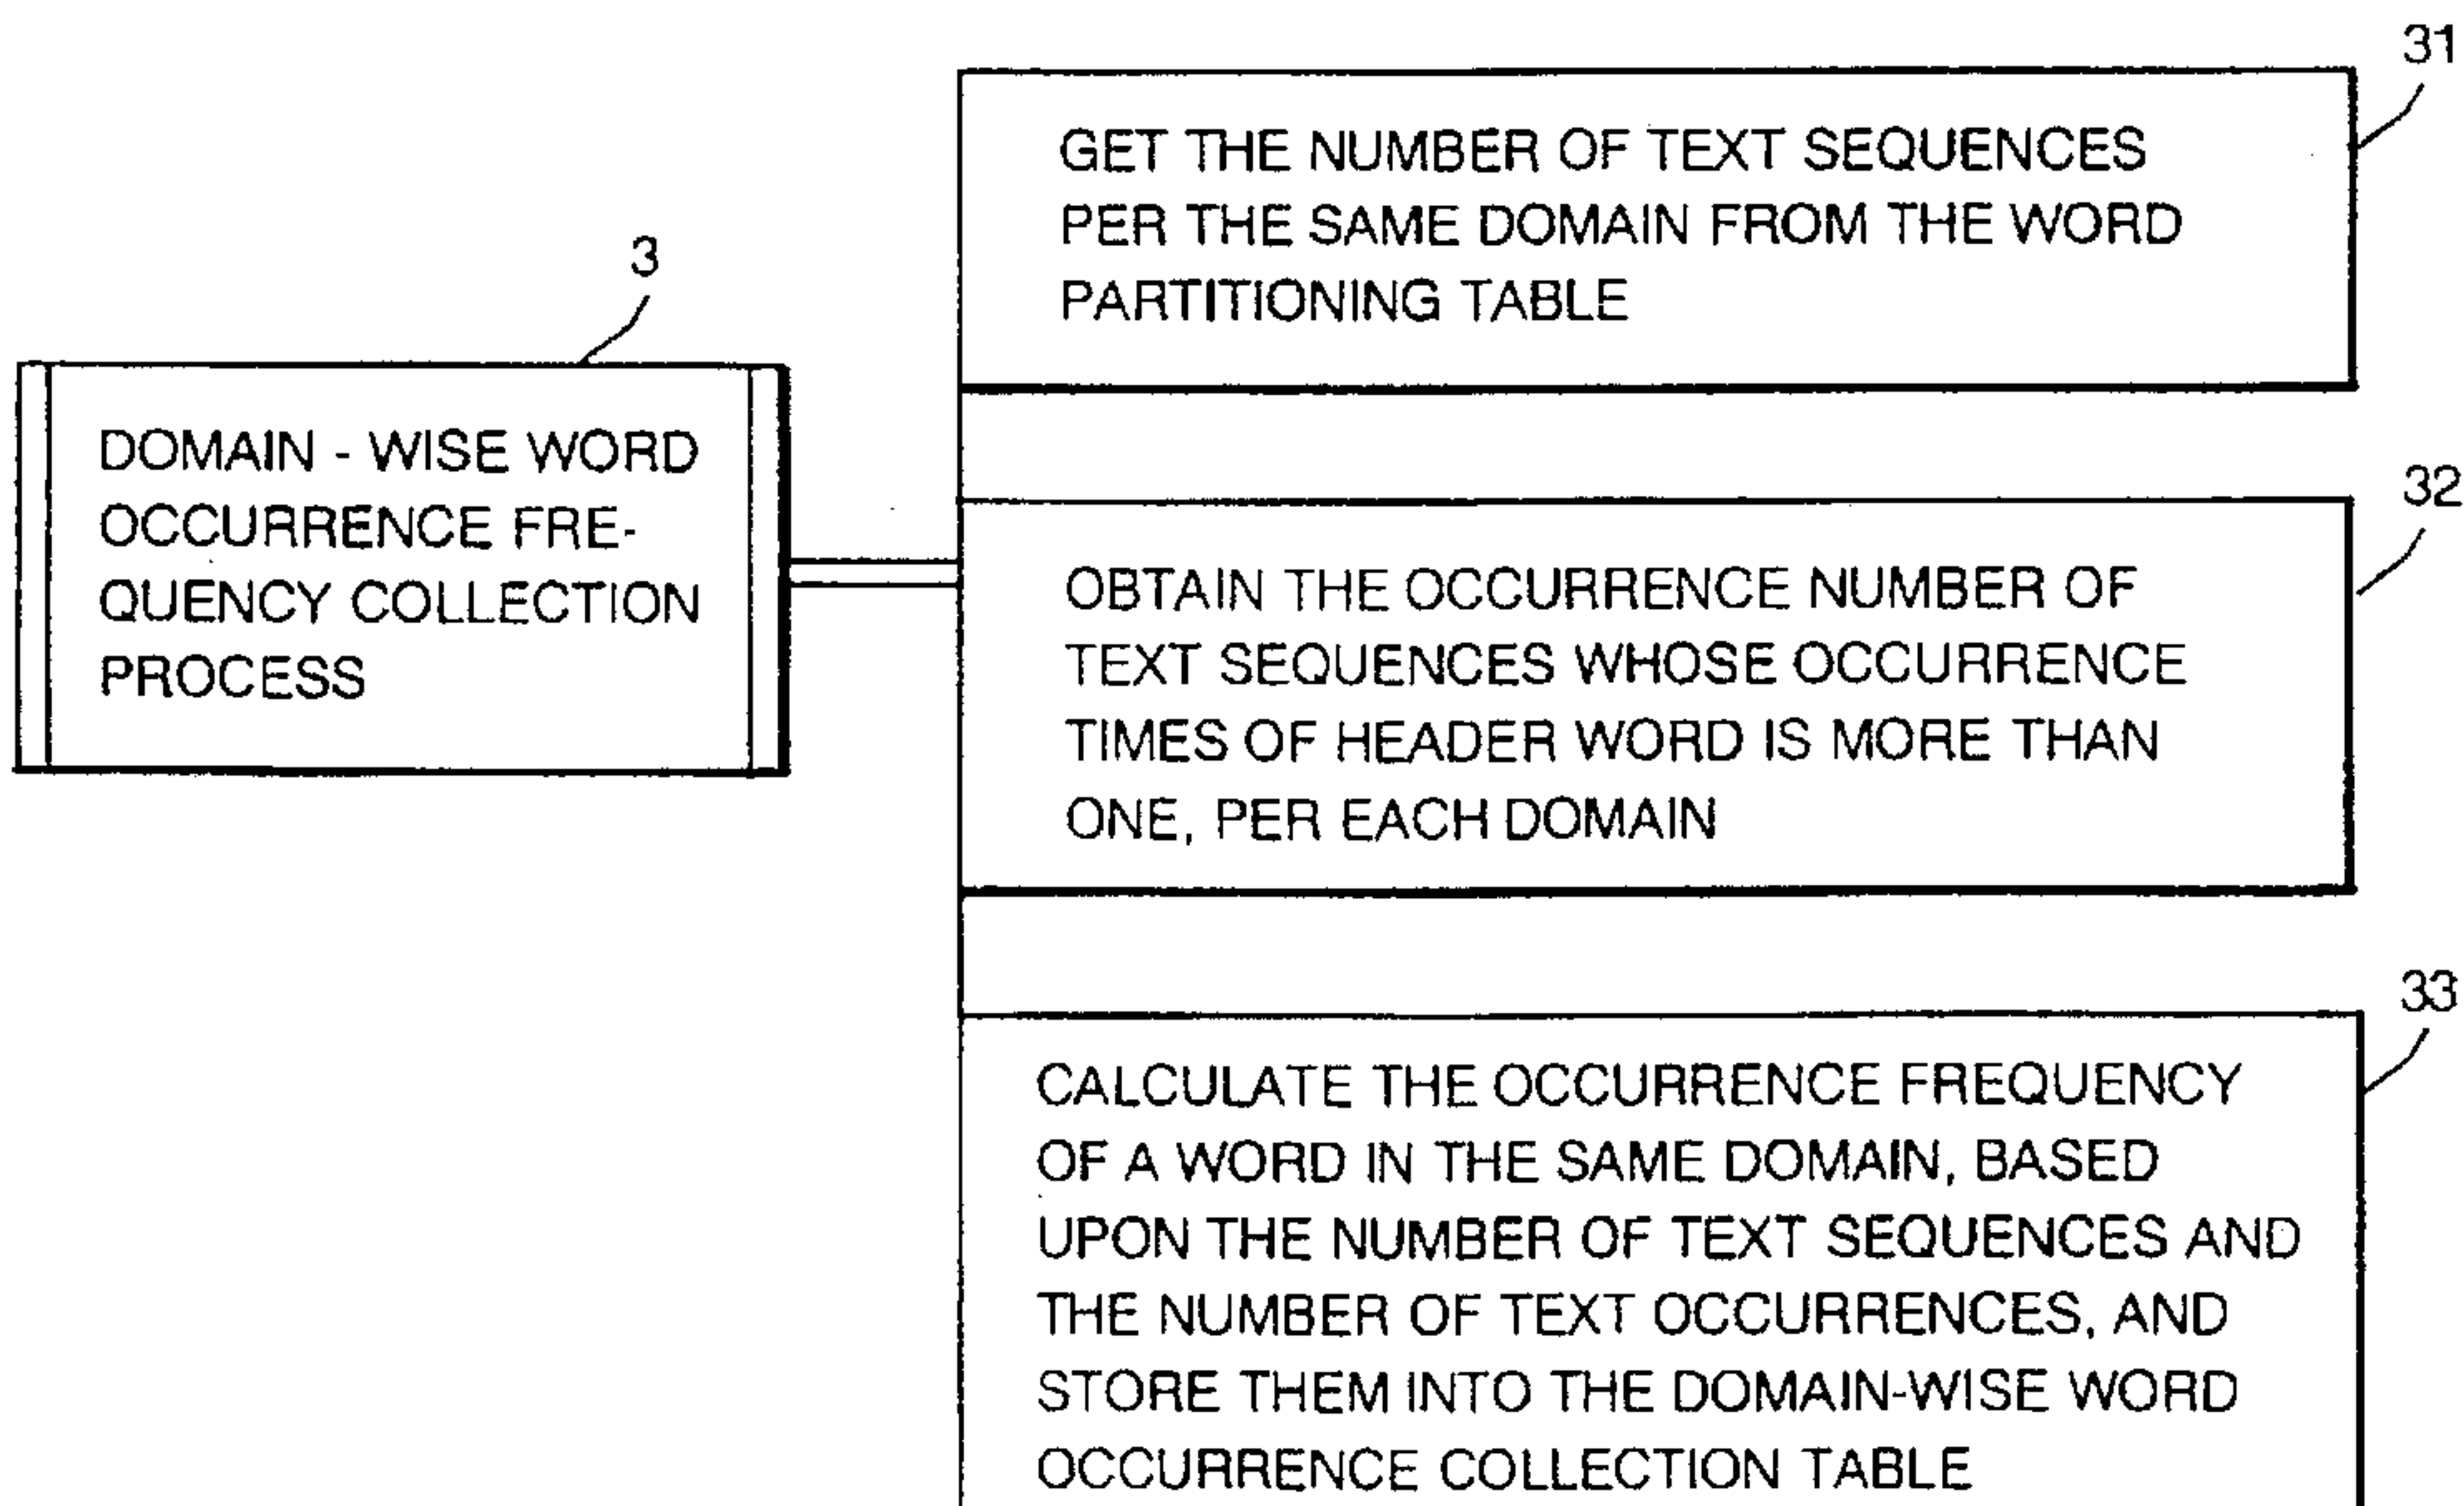 3
DOMAIN - WISE WORD
OCCURRENCE FRE-
QUENCY COLLECTION
PROCESS
31
GET THE NUMBER OF TEXT SEQUENCES
PER THE SAME DOMAIN FROM THE WORD
PARTITIONING TABLE
32
OBTAIN THE OCCURRENCE NUMBER OF
TEXT SEQUENCES WHOSE OCCURRENCE
TIMES OF HEADER WORD IS MORE THAN
ONE, PER EACH DOMAIN
33
CALCULATE THE OCCURRENCE FREQUENCY
OF A WORD IN THE SAME DOMAIN, BASED
UPON THE NUMBER OF TEXT SEQUENCES AND
THE NUMBER OF TEXT OCCURRENCES, AND
STORE THEM INTO THE DOMAIN-WISE WORD
OCCURRENCE COLLECTION TABLE